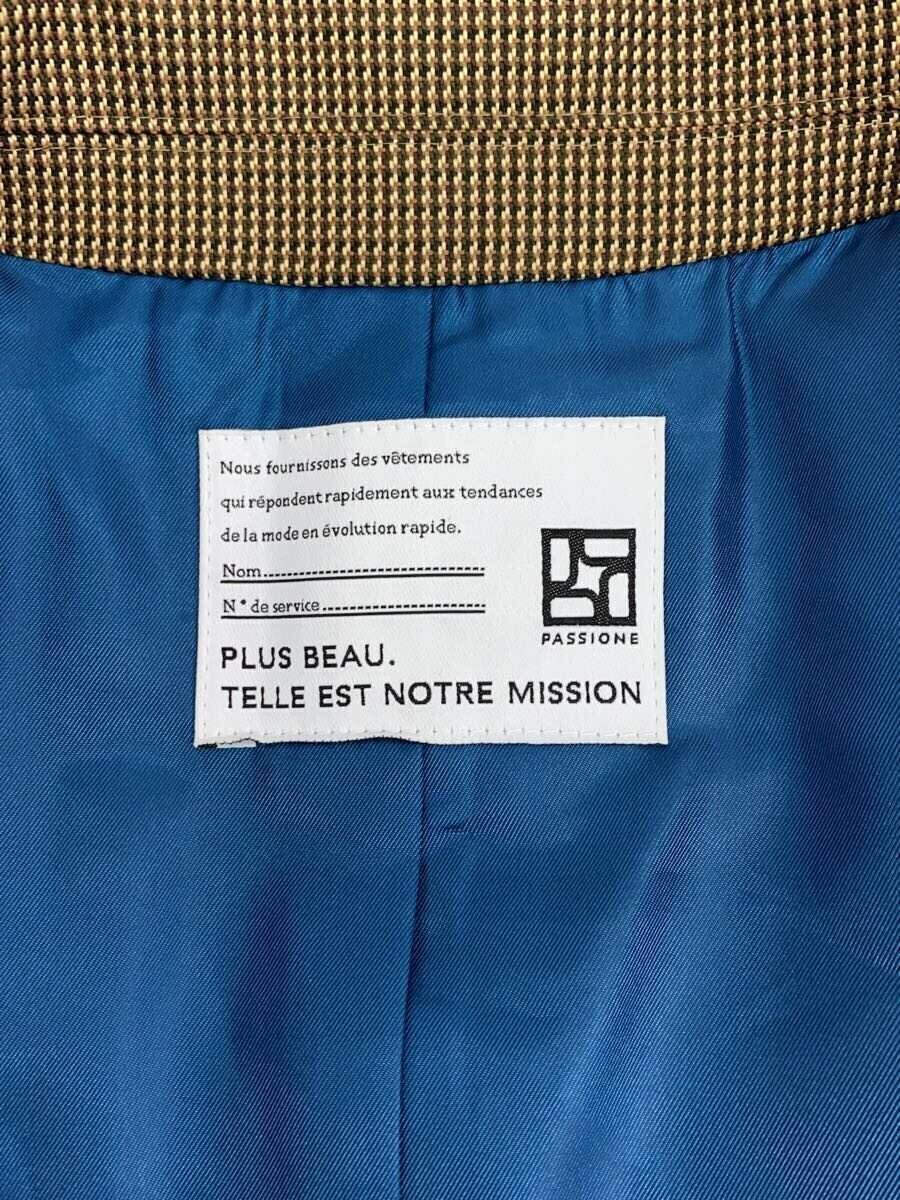 Nous fournissons des vêtements
qui répondent rapidement aux tendances
de la mode en évolution rapide.
Nom
N° de service
PASSIONE
PLUS BEAU.
TELLE EST NOTRE MISSION